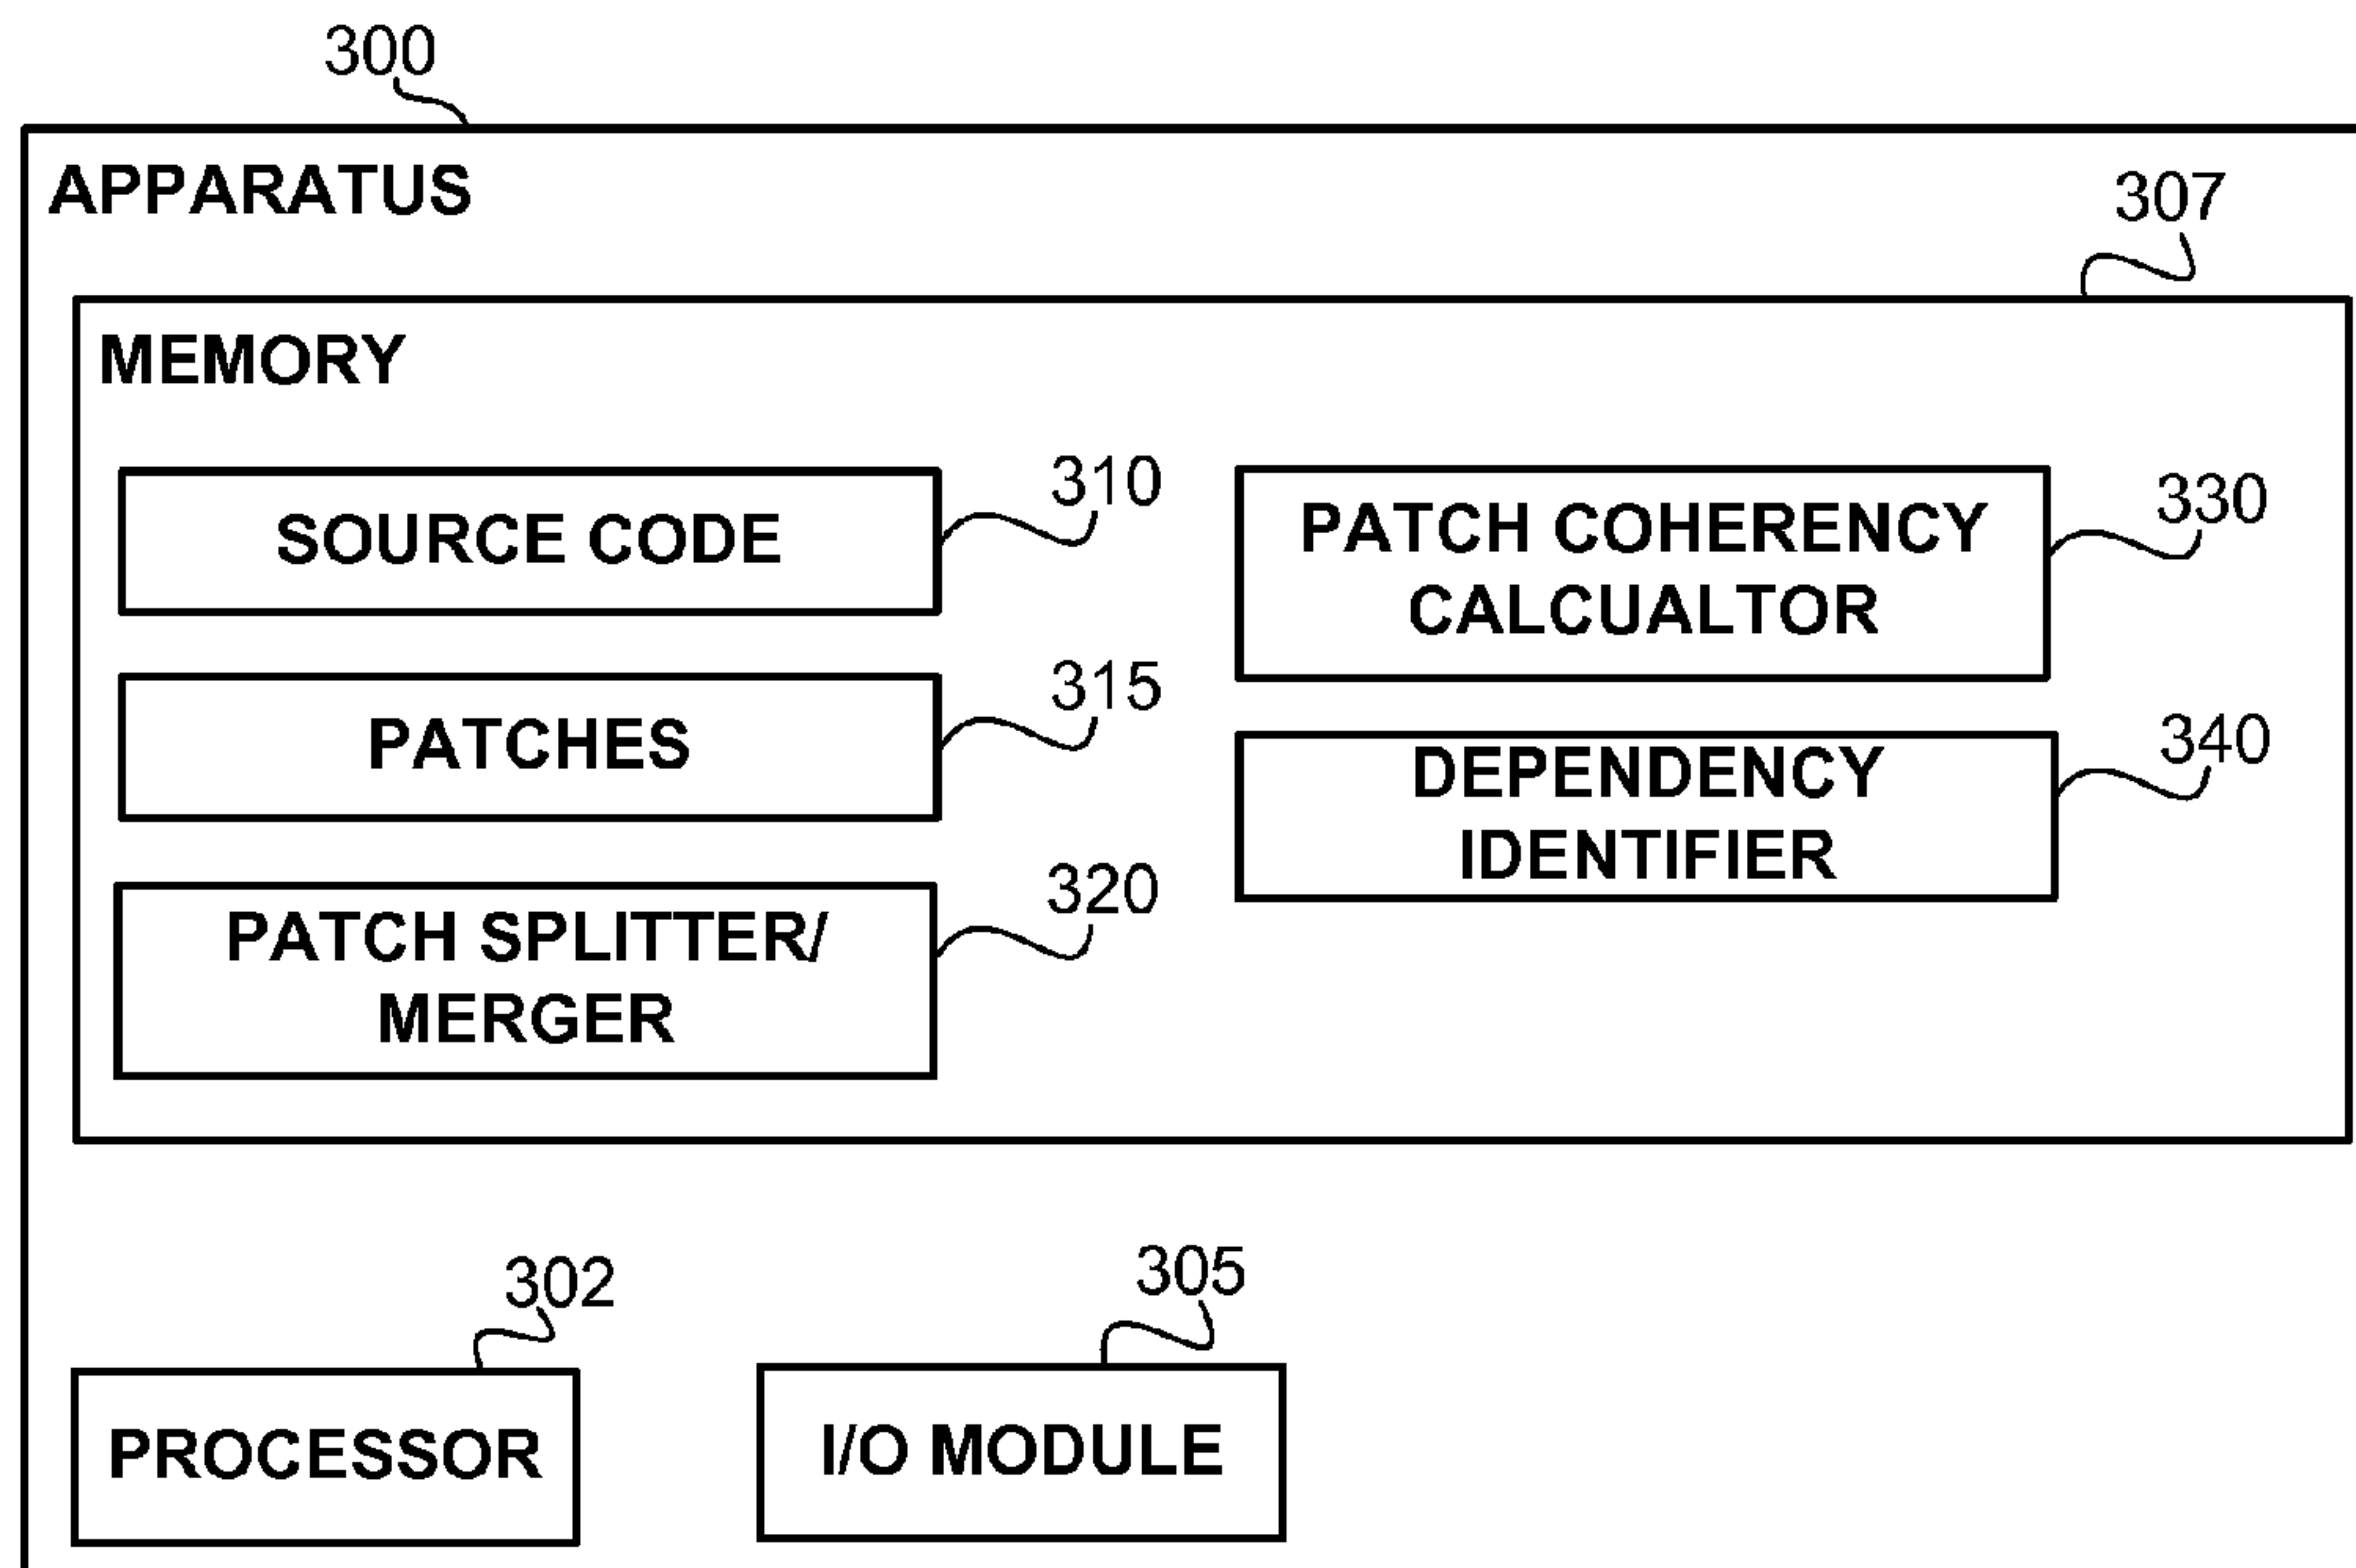 300
APPARATUS
307
MEMORY
310
SOURCE CODE
315
PATCHES
320
PATCH SPLITTER/
MERGER
330
PATCH COHERENCY
CALCUALTOR
340
DEPENDENCY
IDENTIFIER
302
PROCESSOR
305
I/O MODULE